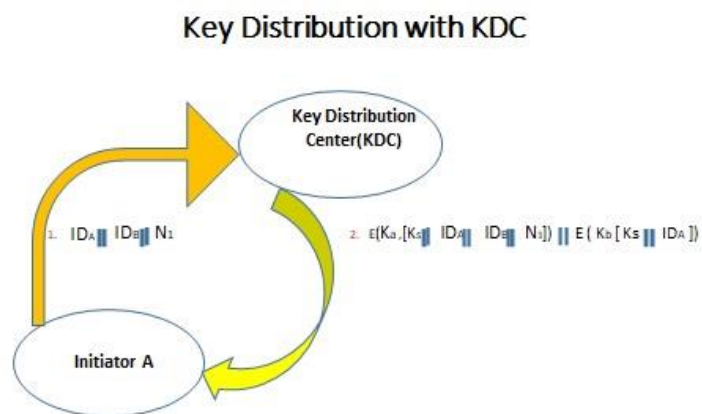 Key Distribution with KDC
Key Distribution
Center(KDC)
1. IDA || IDB || N1
2. E(Ka,[Ks || IDA || IDB || N1]) || E( Kb [ Ks || IDA ])
Initiator A